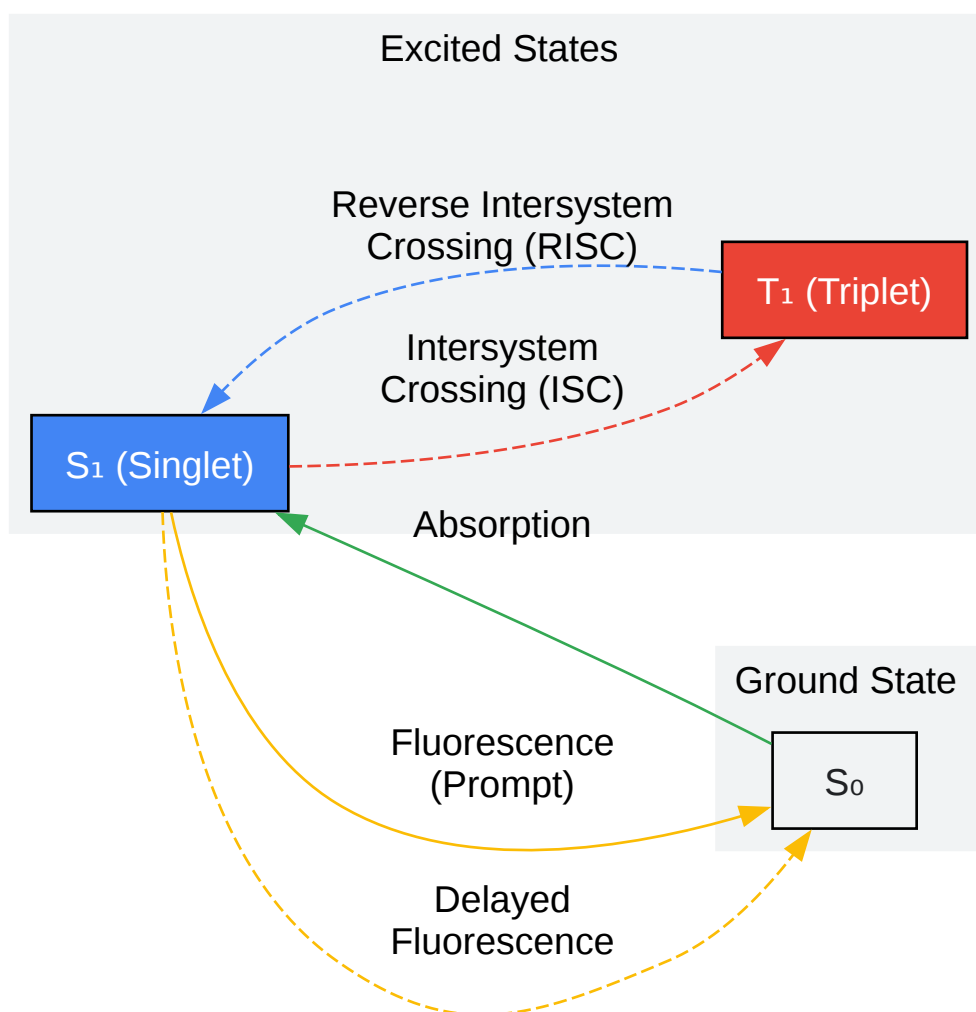 Excited States
Reverse Intersystem
Crossing (RISC)
T₁ (Triplet)
Intersystem
Crossing (ISC)
S₁ (Singlet)
Absorption
Ground State
Fluorescence
(Prompt)
S₀
Delayed
Fluorescence